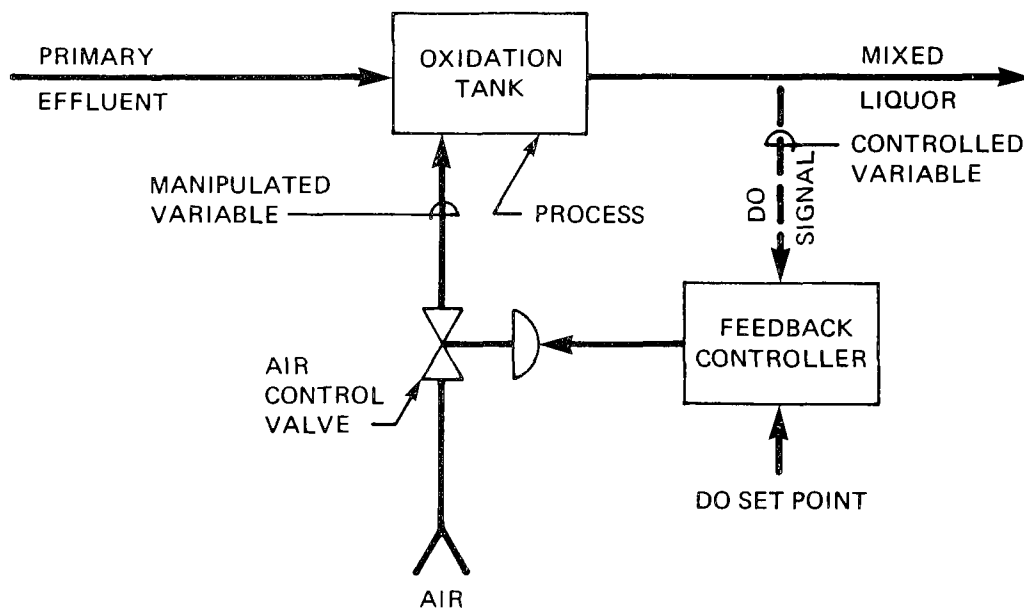 PRIMARY
EFFLUENT
OXIDATION
TANK
MIXED
LIQUOR
CONTROLLED
VARIABLE
DO
SIGNAL
MANIPULATED
VARIABLE
PROCESS
FEEDBACK
CONTROLLER
AIR
CONTROL
VALVE
DO SET POINT
AIR